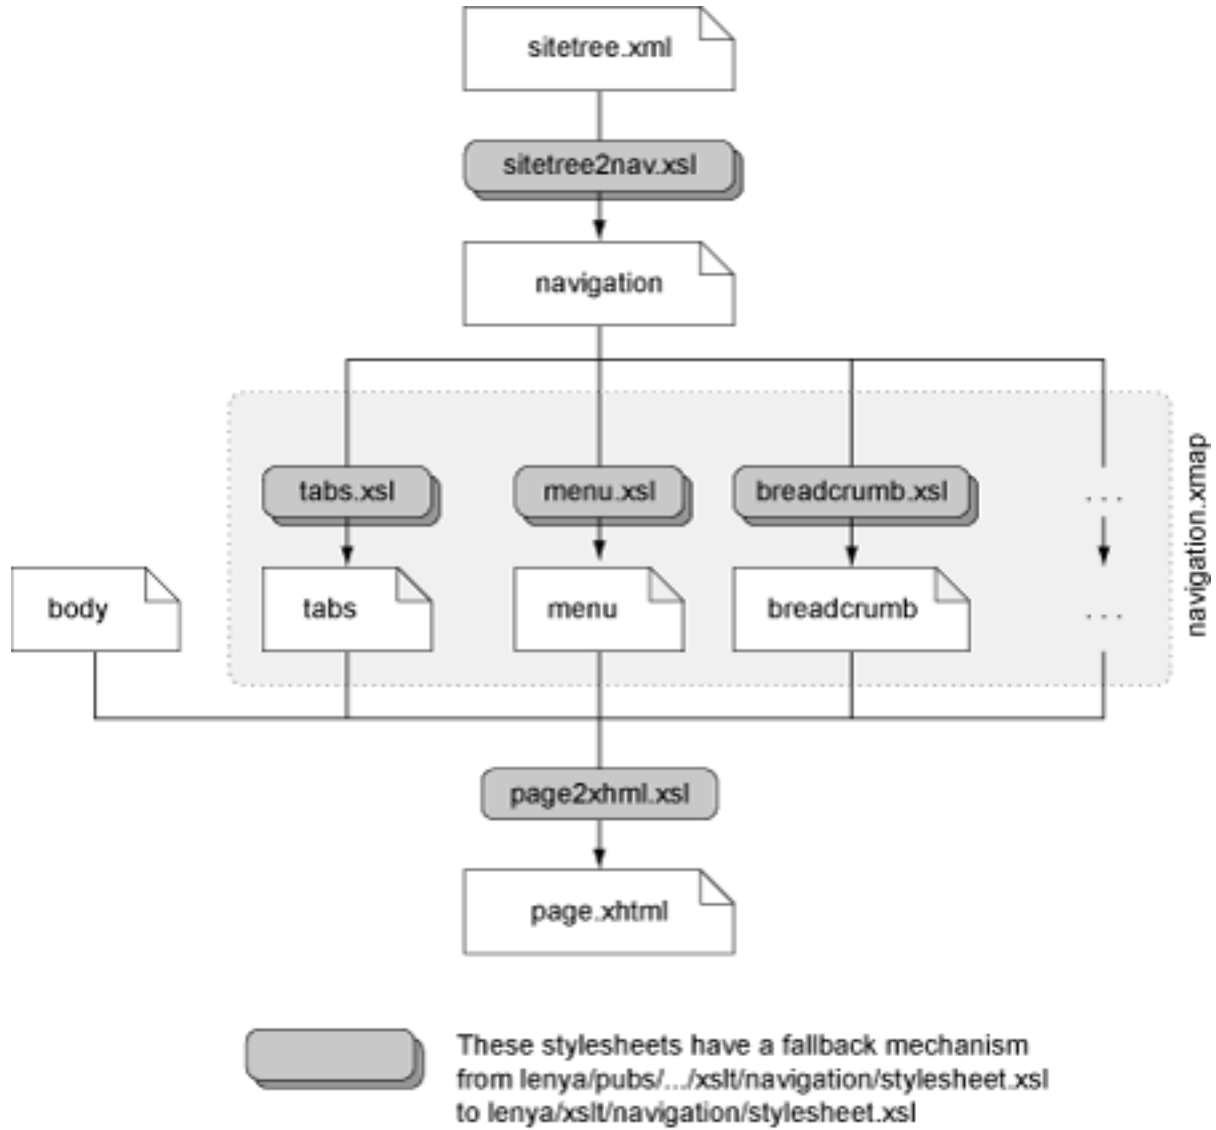 sitetree.xml
sitetree2nav.xsl
navigation
tabs.xsl
menu.xsl
breadcrumb.xsl
. . .
navigation.xmap
body
tabs
menu
breadcrumb
. . .
page2xhml.xsl
page.xhtml
These stylesheets have a fallback mechanism
from lenya/pubs/.../xslt/navigation/stylesheet.xsl
to lenya/xslt/navigation/stylesheet.xsl